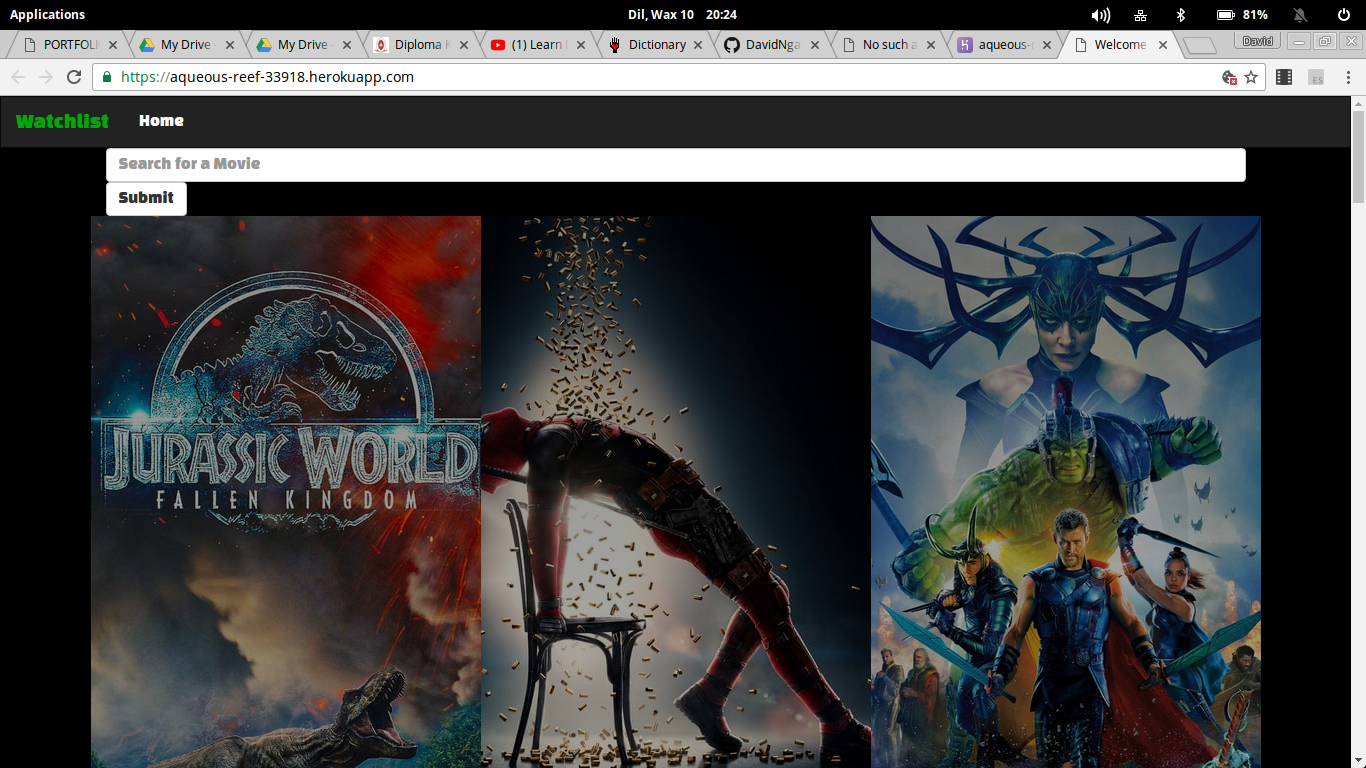 Applications
Dil, Wax 10 20:24
81%
PORTFOLI
My Drive -
My Drive -
Diploma K
(1) Learn
Dictionary
DavidNga
No such a
aqueous-
Welcome
David
https://aqueous-reef-33918.herokuapp.com
ES
Watchlist
Home
Search for a Movie
Submit
JURASSIC WORLD
FALLEN KINGDOM